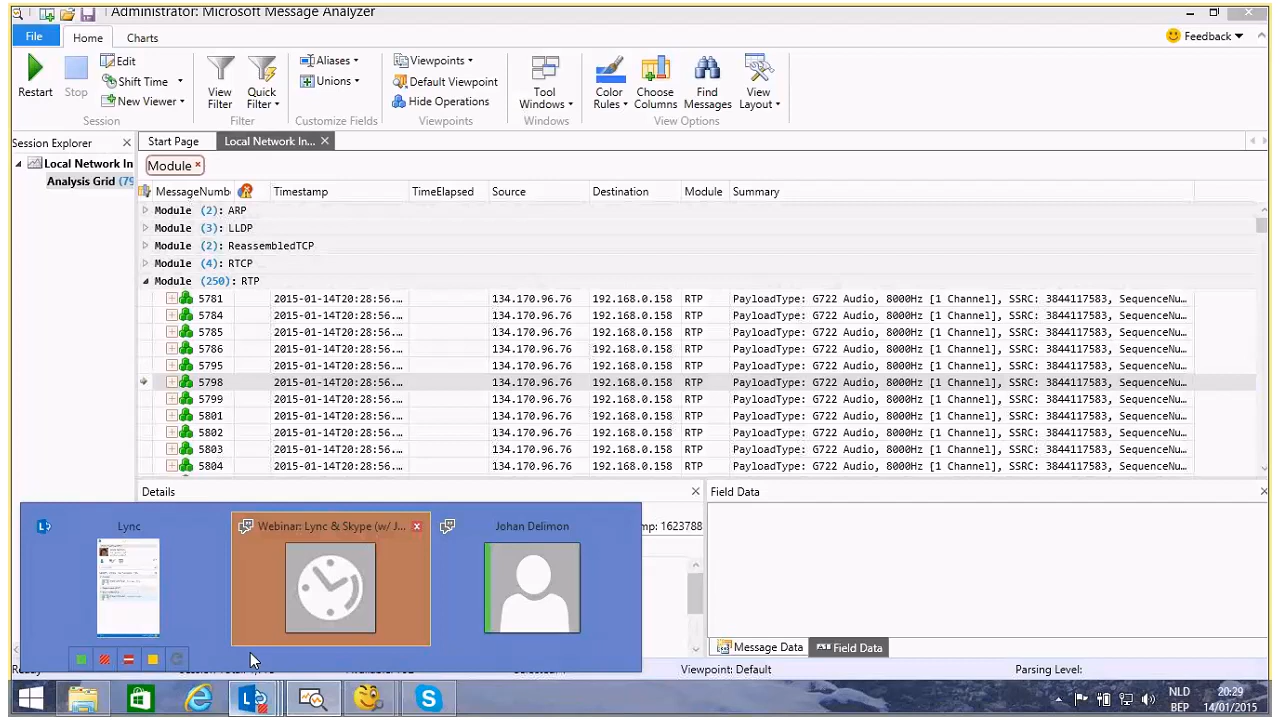 Administrator: Microsoft Message Analyzer
File Home Charts Feedback
Restart Stop Edit Shift Time New Viewer Session
View Filter Quick Filter Filter
Aliases Unions Customize Fields
Viewpoints Default Viewpoint Hide Operations Viewpoints
Tool Windows Windows
Color Rules Choose Columns Find Messages View Layout View Options
Session Explorer Start Page Local Network In...
Local Network In
Analysis Grid (79
Module
MessageNumb Timestamp TimeElapsed Source Destination Module Summary
Module (2): ARP
Module (3): LLDP
Module (2): ReassembledTCP
Module (4): RTCP
Module (250): RTP
5781 2015-01-14T20:28:56.... 134.170.96.76 192.168.0.158 RTP PayloadType: G722 Audio, 8000Hz [1 Channel], SSRC: 3844117583, SequenceNu...
5784 2015-01-14T20:28:56.... 134.170.96.76 192.168.0.158 RTP PayloadType: G722 Audio, 8000Hz [1 Channel], SSRC: 3844117583, SequenceNu...
5785 2015-01-14T20:28:56.... 134.170.96.76 192.168.0.158 RTP PayloadType: G722 Audio, 8000Hz [1 Channel], SSRC: 3844117583, SequenceNu...
5786 2015-01-14T20:28:56.... 134.170.96.76 192.168.0.158 RTP PayloadType: G722 Audio, 8000Hz [1 Channel], SSRC: 3844117583, SequenceNu...
5795 2015-01-14T20:28:56.... 134.170.96.76 192.168.0.158 RTP PayloadType: G722 Audio, 8000Hz [1 Channel], SSRC: 3844117583, SequenceNu...
5798 2015-01-14T20:28:56.... 134.170.96.76 192.168.0.158 RTP PayloadType: G722 Audio, 8000Hz [1 Channel], SSRC: 3844117583, SequenceNu...
5799 2015-01-14T20:28:56.... 134.170.96.76 192.168.0.158 RTP PayloadType: G722 Audio, 8000Hz [1 Channel], SSRC: 3844117583, SequenceNu...
5801 2015-01-14T20:28:56.... 134.170.96.76 192.168.0.158 RTP PayloadType: G722 Audio, 8000Hz [1 Channel], SSRC: 3844117583, SequenceNu...
5802 2015-01-14T20:28:56.... 134.170.96.76 192.168.0.158 RTP PayloadType: G722 Audio, 8000Hz [1 Channel], SSRC: 3844117583, SequenceNu...
5803 2015-01-14T20:28:56.... 134.170.96.76 192.168.0.158 RTP PayloadType: G722 Audio, 8000Hz [1 Channel], SSRC: 3844117583, SequenceNu...
5804 2015-01-14T20:28:56.... 134.170.96.76 192.168.0.158 RTP PayloadType: G722 Audio, 8000Hz [1 Channel], SSRC: 3844117583, SequenceNu...
Details Field Data
Lync Webinar: Lync & Skype (w/ J... Johan Delimon mp: 1623788
Message Data Field Data
Viewpoint: Default Parsing Level:
NLD 20:29
BEP 14/01/2015